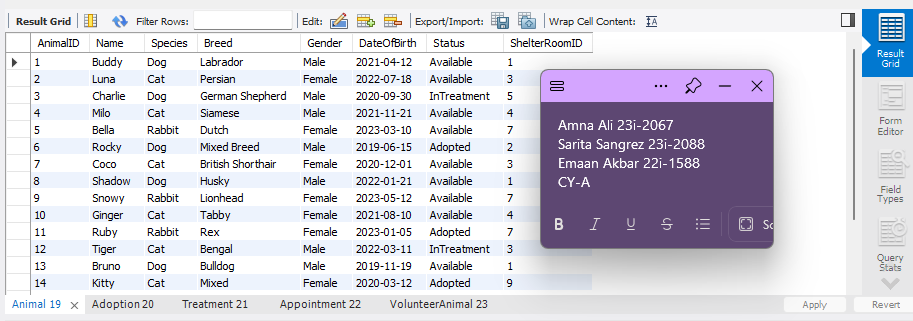 Result Grid Filter Rows: Edit: Export/Import: Wrap Cell Content:
AnimalID Name Species Breed Gender DateOfBirth Status ShelterRoomID
1 Buddy Dog Labrador Male 2021-04-12 Available 1
2 Luna Cat Persian Female 2022-07-18 Available 3
3 Charlie Dog German Shepherd Male 2020-09-30 InTreatment 5
4 Milo Cat Siamese Male 2021-11-21 Available 4
5 Bella Rabbit Dutch Female 2023-03-10 Available 7
6 Rocky Dog Mixed Breed Male 2019-06-15 Adopted 2
7 Coco Cat British Shorthair Female 2020-12-01 Available 3
8 Shadow Dog Husky Male 2022-01-21 Available 1
9 Snowy Rabbit Lionhead Female 2023-05-12 Available 7
10 Ginger Cat Tabby Female 2021-08-10 Available 4
11 Ruby Rabbit Rex Female 2023-01-05 Adopted 7
12 Tiger Cat Bengal Male 2022-03-11 InTreatment 3
13 Bruno Dog Bulldog Male 2019-11-19 Available 1
14 Kitty Cat Mixed Female 2020-03-12 Adopted 9
Amna Ali 23i-2067
Sarita Sangrez 23i-2088
Emaan Akbar 22i-1588
CY-A
B I U S
Result
Grid
Form
Editor
Field
Types
Query
Stats
Animal 19 Adoption 20 Treatment 21 Appointment 22 VolunteerAnimal 23 Apply Revert